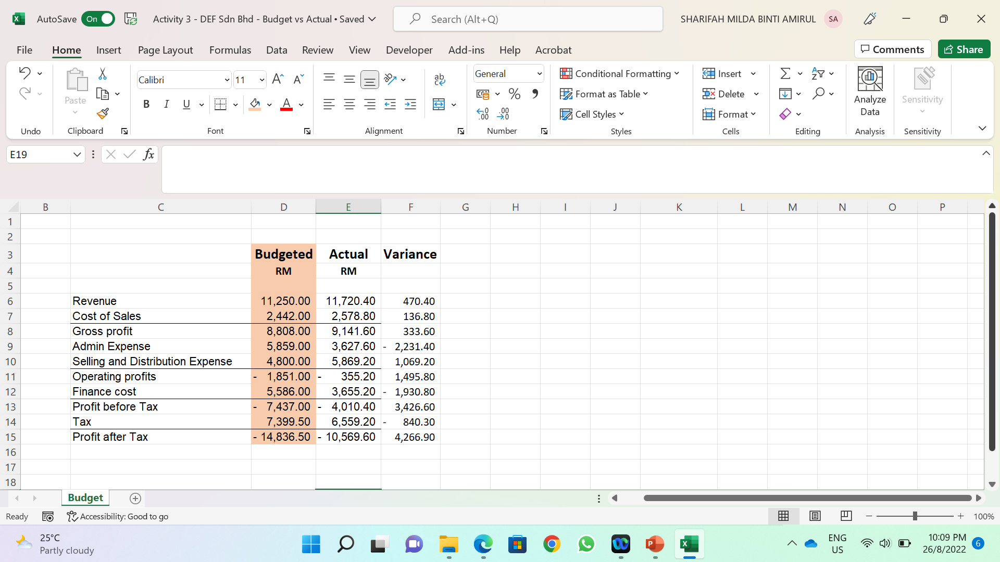 AutoSave On Activity 3 - DEF Sdn Bhd - Budget vs Actual • Saved Search (Alt+Q) SHARIFAH MILDA BINTI AMIRUL SA
File Home Insert Page Layout Formulas Data Review View Developer Add-ins Help Acrobat Comments Share
Calibri 11 General Conditional Formatting Insert
Paste Format as Table Delete Analyze Data Sensitivity
B I U A Cell Styles Format
Undo Clipboard Font Alignment Number Styles Cells Editing Analysis Sensitivity
E19 fx
B C D E F G H I J K L M N O P
1
2
3 Budgeted Actual Variance
4 RM RM
5
6 Revenue 11,250.00 11,720.40 470.40
7 Cost of Sales 2,442.00 2,578.80 136.80
8 Gross profit 8,808.00 9,141.60 333.60
9 Admin Expense 5,859.00 3,627.60 - 2,231.40
10 Selling and Distribution Expense 4,800.00 5,869.20 1,069.20
11 Operating profits - 1,851.00 - 355.20 1,495.80
12 Finance cost 5,586.00 3,655.20 - 1,930.80
13 Profit before Tax - 7,437.00 - 4,010.40 3,426.60
14 Tax 7,399.50 6,559.20 - 840.30
15 Profit after Tax - 14,836.50 - 10,569.60 4,266.90
16
17
18
Budget
Ready Accessibility: Good to go 100%
25°C ENG 10:09 PM
Partly cloudy US 26/8/2022 6